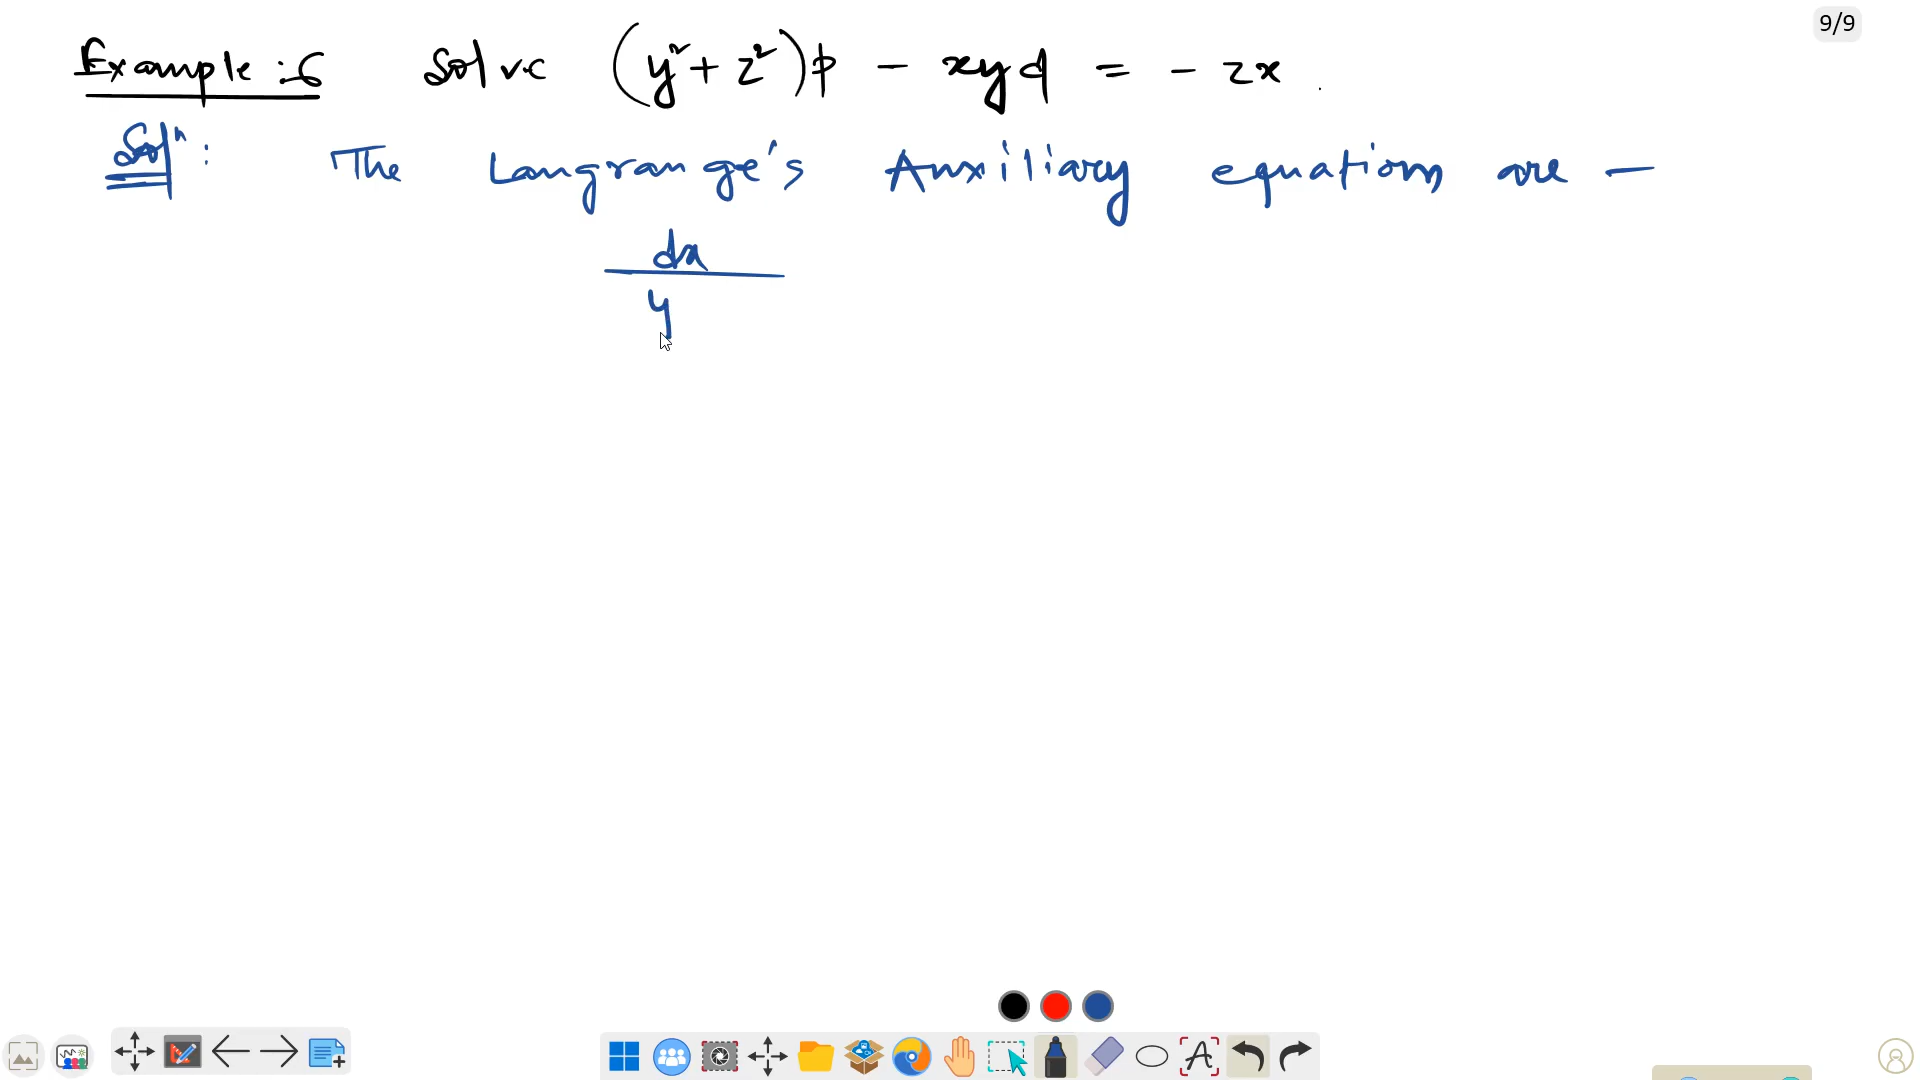 9/9
Example :- 6 Solve (y² + z²)p - xyq = - zx .
Solⁿ : The Langrange's Auxiliary equations are —
dx
y